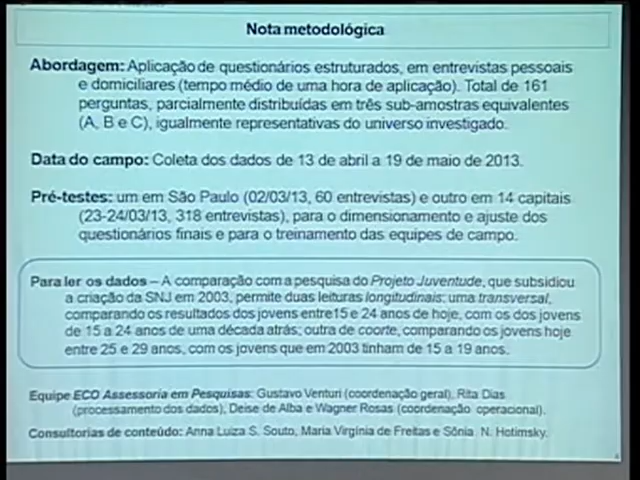 Nota metodológica
Abordagem: Aplicação de questionários estruturados, em entrevistas pessoais
e domiciliares (tempo médio de uma hora de aplicação). Total de 161
perguntas, parcialmente distribuídas em três sub-amostras equivalentes
(A, B e C), igualmente representativas do universo investigado.
Data do campo: Coleta dos dados de 13 de abril a 19 de maio de 2013.
Pré-testes: um em São Paulo (02/03/13, 60 entrevistas) e outro em 14 capitais
(23-24/03/13, 318 entrevistas), para o dimensionamento e ajuste dos
questionários finais e para o treinamento das equipes de campo.
Para ler os dados – A comparação com a pesquisa do Projeto Juventude, que subsidiou
a criação da SNJ em 2003, permite duas leituras longitudinais: uma transversal,
comparando os resultados dos jovens entre15 e 24 anos de hoje, com os dos jovens
de 15 a 24 anos de uma década atrás; outra de coorte, comparando os jovens hoje
entre 25 e 29 anos, com os jovens que em 2003 tinham de 15 a 19 anos.
Equipe ECO Assessoria em Pesquisas: Gustavo Venturi (coordenação geral), Rita Dias
(processamento dos dados), Deise de Alba e Wagner Rosas (coordenação operacional).
Consultorias de conteúdo: Anna Luiza S. Souto, Maria Virgínia de Freitas e Sônia N. Hotimsky.